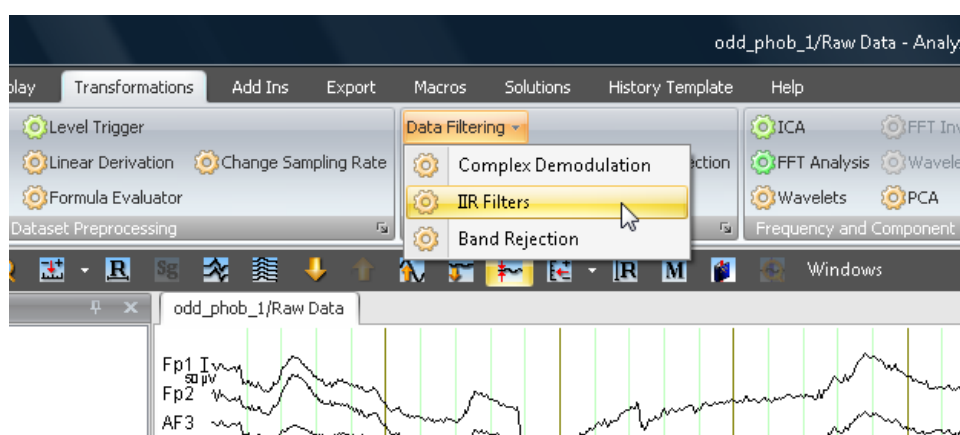 odd_phob_1/Raw Data - Analy
play Transformations Add Ins Export Macros Solutions History Template Help
Level Trigger Data Filtering ICA FFT Inv
Linear Derivation Change Sampling Rate Complex Demodulation ction FFT Analysis Wavele
Formula Evaluator IIR Filters Wavelets PCA
Dataset Preprocessing Band Rejection Frequency and Component
R Sg R M Windows
odd_phob_1/Raw Data
Fp1
50 µV
Fp2
AF3